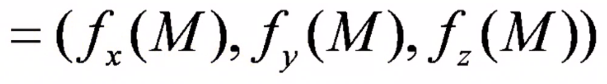 = (f_x(M), f_y(M), f_z(M))